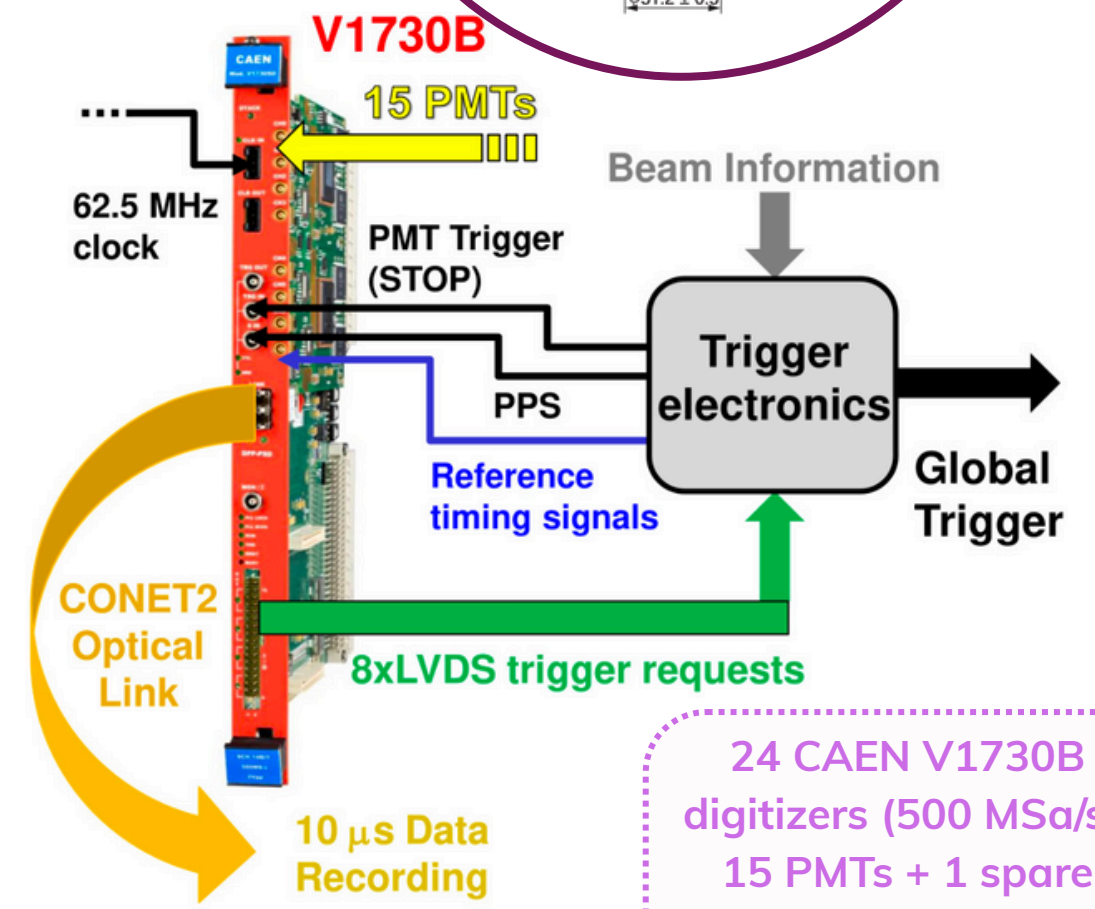 V1730B
CAEN
15 PMTs
Beam Information
62.5 MHz
clock
PMT Trigger
(STOP)
Trigger
electronics
PPS
Reference
timing signals
Global
Trigger
CONET2
Optical
Link
8xLVDS trigger requests
10 μs Data
Recording
24 CAEN V1730B
digitizers (500 MSa/s
15 PMTs + 1 spare